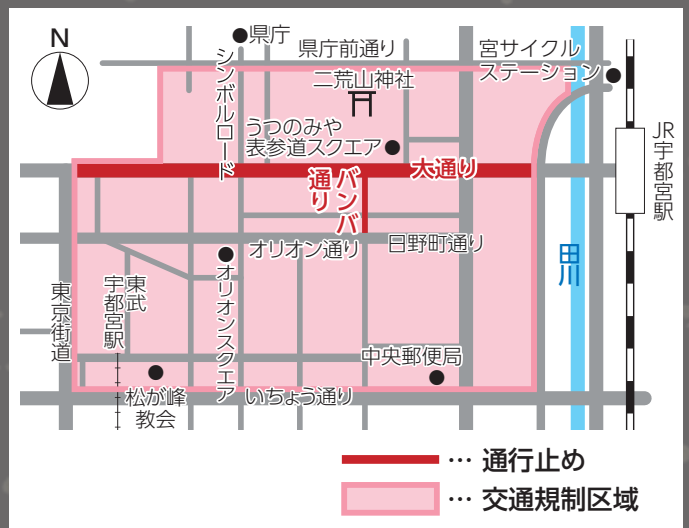 N
県庁
県庁前通り
宮サイクル
ステーション
シンボルロード
二荒山神社
うつのみや
表参道スクエア
JR宇都宮駅
大通り
バンバ
通り
オリオン通り
日野町通り
田川
東京街道
東武
宇都宮駅
オリオンスクエア
中央郵便局
松が峰
教会
いちょう通り
… 通行止め
… 交通規制区域